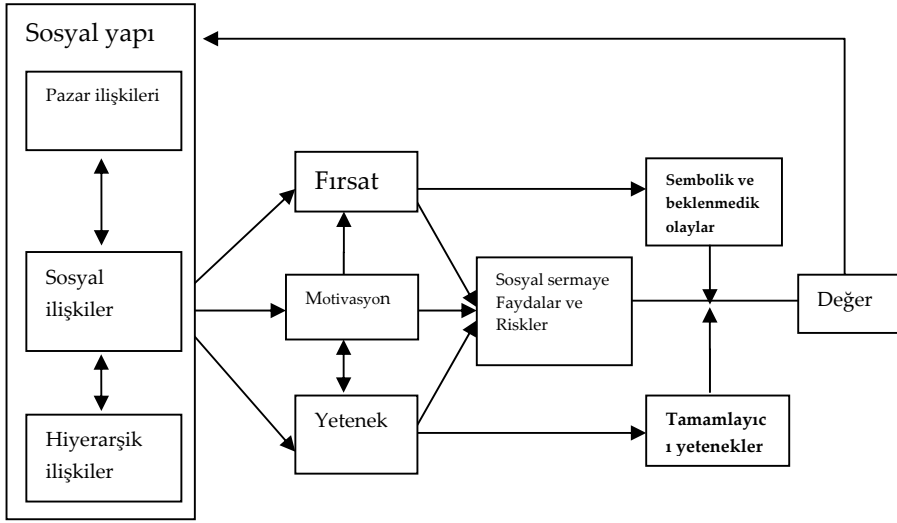 Sosyal yapı
Pazar ilişkileri
Sosyal
ilişkiler
Hiyerarşik
ilişkiler
Fırsat
Motivasyon
Yetenek
Sosyal sermaye
Faydalar ve
Riskler
Sembolik ve
beklenmedik
olaylar
Tamamlayıc
ı yetenekler
Değer